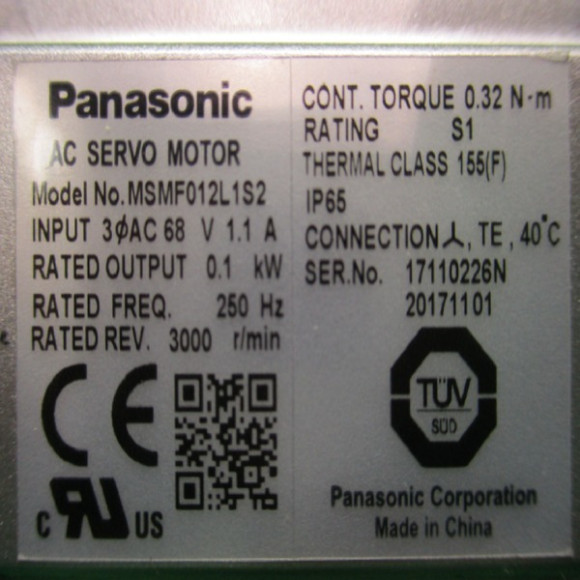 Panasonic
AC SERVO MOTOR
Model No.MSMF012L1S2
INPUT 3ϕAC 68 V 1.1 A
RATED OUTPUT 0.1 kW
RATED FREQ. 250 Hz
RATED REV. 3000 r/min
CE
c RU US
CONT. TORQUE 0.32 N·m
RATING S1
THERMAL CLASS 155(F)
IP65
CONNECTION⅄, TE , 40°C
SER.No. 17110226N
20171101
TÜV
SÜD
Panasonic Corporation
Made in China